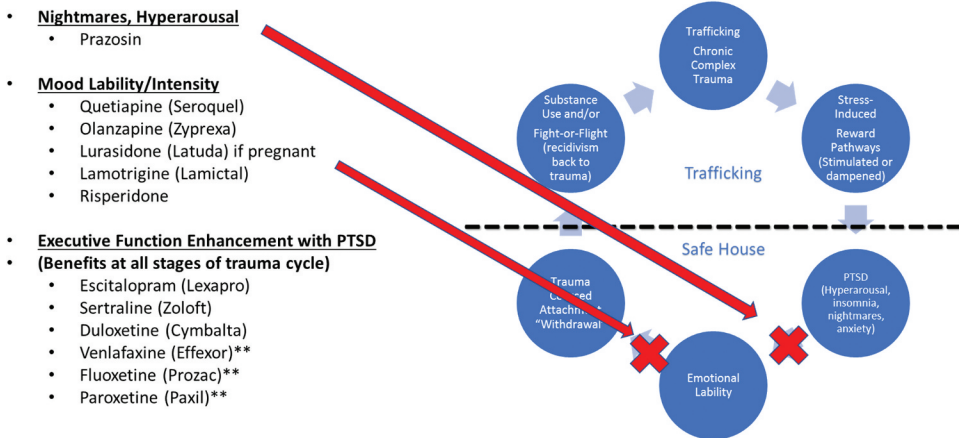 • Nightmares, Hyperarousal
• Prazosin
• Mood Lability/Intensity
• Quetiapine (Seroquel)
• Olanzapine (Zyprexa)
• Lurasidone (Latuda) if pregnant
• Lamotrigine (Lamictal)
• Risperidone
• Executive Function Enhancement with PTSD
• (Benefits at all stages of trauma cycle)
• Escitalopram (Lexapro)
• Sertraline (Zoloft)
• Duloxetine (Cymbalta)
• Venlafaxine (Effexor)**
• Fluoxetine (Prozac)**
• Paroxetine (Paxil)**
Trafficking
Chronic
Complex
Trauma
Stress-
Induced
Reward
Pathways
(Stimulated or
dampened)
PTSD
(Hyperarousal,
insomnia,
nightmares,
anxiety)
Emotional
Lability
Trauma
Attachment
"Withdrawal
Substance
Use and/or
Fight-or-Flight
(recidivism
back to
trauma)
Trafficking
Safe House